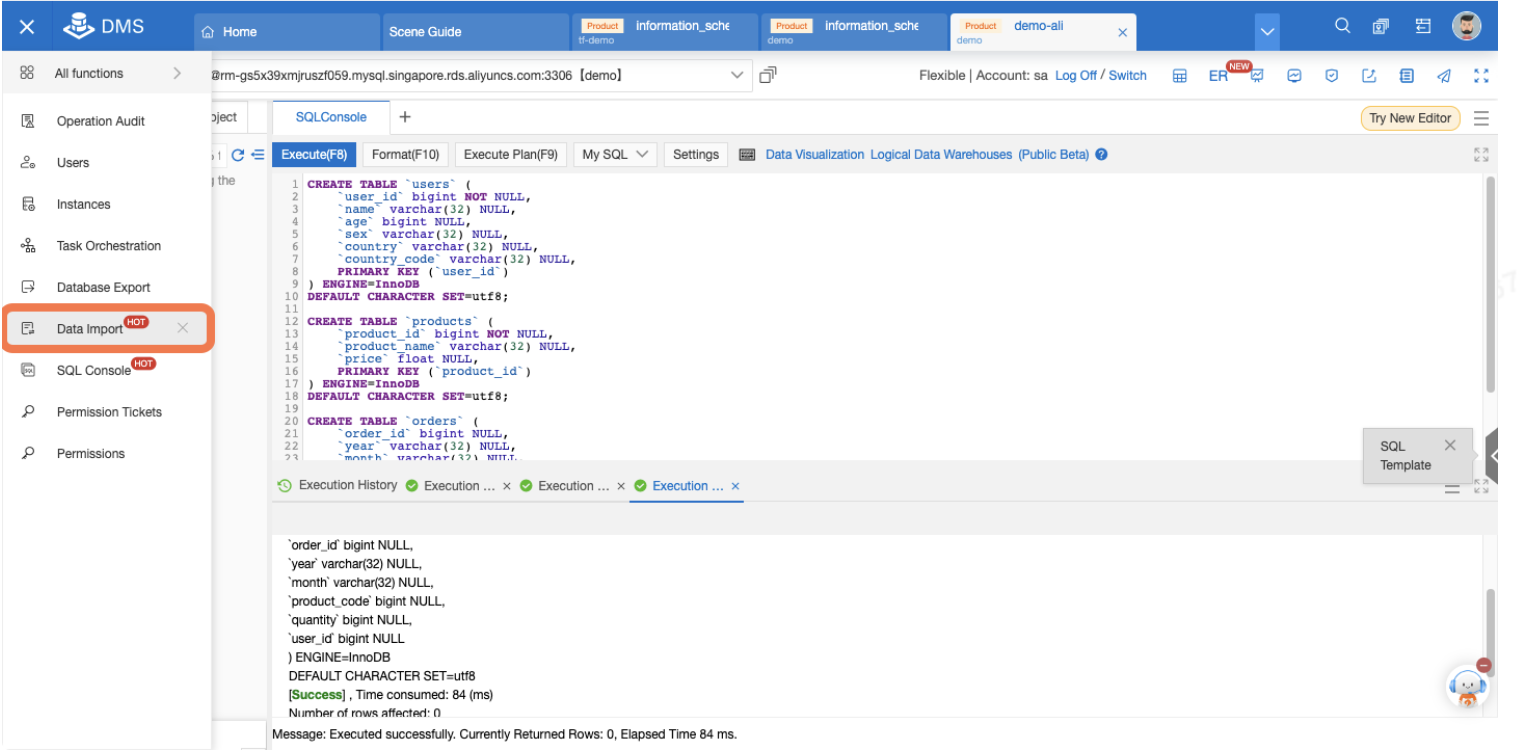 DMS
Home
Scene Guide
Product information_sche
tf-demo
Product information_sche
demo
Product demo-ali
demo
All functions
@rm-gs5x39xmjruszf059.mysql.singapore.rds.aliyuncs.com:3306【demo】
Flexible | Account: sa Log Off / Switch
ER NEW
Operation Audit
Users
Instances
Task Orchestration
Database Export
Data Import HOT
SQL Console HOT
Permission Tickets
Permissions
oject
g the
SQLConsole
Try New Editor
Execute(F8) Format(F10) Execute Plan(F9) My SQL Settings Data Visualization Logical Data Warehouses (Public Beta)
1 CREATE TABLE `users` (
2 `user_id` bigint NOT NULL,
3 `name` varchar(32) NULL,
4 `age` bigint NULL,
5 `sex` varchar(32) NULL,
6 `country` varchar(32) NULL,
7 `country_code` varchar(32) NULL,
8 PRIMARY KEY (`user_id`)
9 ) ENGINE=InnoDB
10 DEFAULT CHARACTER SET=utf8;
11
12 CREATE TABLE `products` (
13 `product_id` bigint NOT NULL,
14 `product_name` varchar(32) NULL,
15 `price` float NULL,
16 PRIMARY KEY (`product_id`)
17 ) ENGINE=InnoDB
18 DEFAULT CHARACTER SET=utf8;
19
20 CREATE TABLE `orders` (
21 `order_id` bigint NULL,
22 `year` varchar(32) NULL,
23 `month` varchar(32) NULL,
SQL
Template
Execution History Execution ... Execution ... Execution ...
`order_id` bigint NULL,
`year` varchar(32) NULL,
`month` varchar(32) NULL,
`product_code` bigint NULL,
`quantity` bigint NULL,
`user_id` bigint NULL
) ENGINE=InnoDB
DEFAULT CHARACTER SET=utf8
[Success] , Time consumed: 84 (ms)
Number of rows affected: 0
Message: Executed successfully. Currently Returned Rows: 0, Elapsed Time 84 ms.